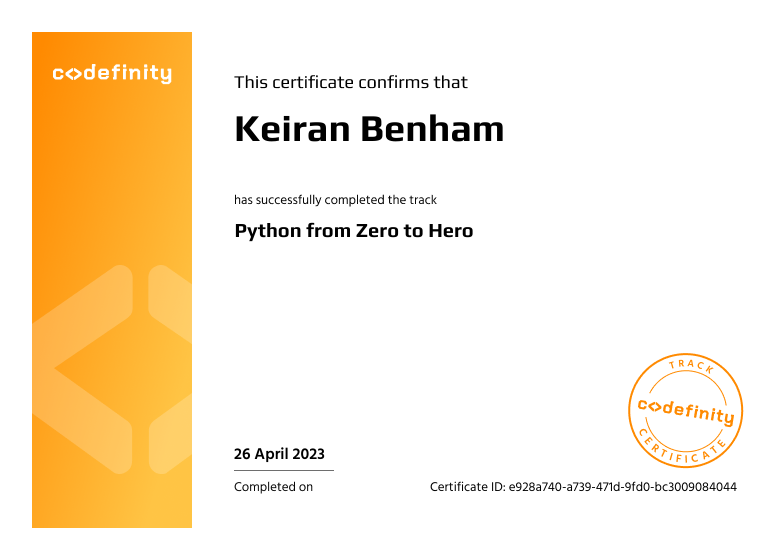 c<>definity
This certificate confirms that
Keiran Benham
has successfully completed the track
Python from Zero to Hero
TRACK
c<>definity
CERTIFICATE
26 April 2023
Completed on
Certificate ID: e928a740-a739-471d-9fd0-bc3009084044